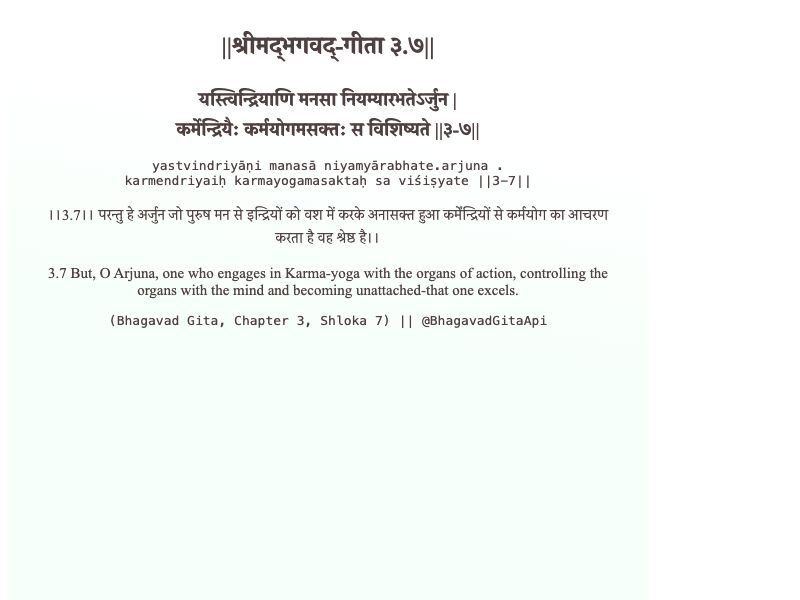 ||श्रीमद्‍भगवद्‍-गीता ३.७||
यस्त्विन्द्रियाणि मनसा नियम्यारभतेऽर्जुन |
कर्मेन्द्रियैः कर्मयोगमसक्तः स विशिष्यते ||३-७||
yastvindriyāṇi manasā niyamyārabhate.arjuna .
karmendriyaiḥ karmayogamasaktaḥ sa viśiṣyate ||3-7||
।।3.7।। परन्तु हे अर्जुन जो पुरुष मन से इन्द्रियों को वश में करके अनासक्त हुआ कर्मेंन्द्रियों से कर्मयोग का आचरण
करता है वह श्रेष्ठ है।।
3.7 But, O Arjuna, one who engages in Karma-yoga with the organs of action, controlling the
organs with the mind and becoming unattached-that one excels.
(Bhagavad Gita, Chapter 3, Shloka 7) || @BhagavadGitaApi